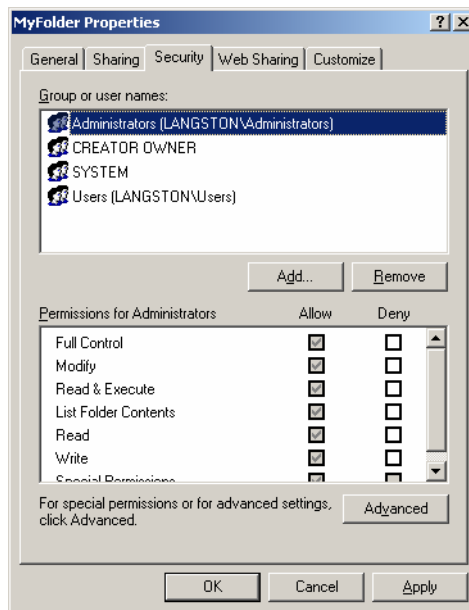 MyFolder Properties
General Sharing Security Web Sharing Customize
Group or user names:
Administrators (LANGSTON\Administrators)
CREATOR OWNER
SYSTEM
Users (LANGSTON\Users)
Add... Remove
Permissions for Administrators Allow Deny
Full Control
Modify
Read & Execute
List Folder Contents
Read
Write
Special Permissions
For special permissions or for advanced settings,
click Advanced.
Advanced
OK Cancel Apply